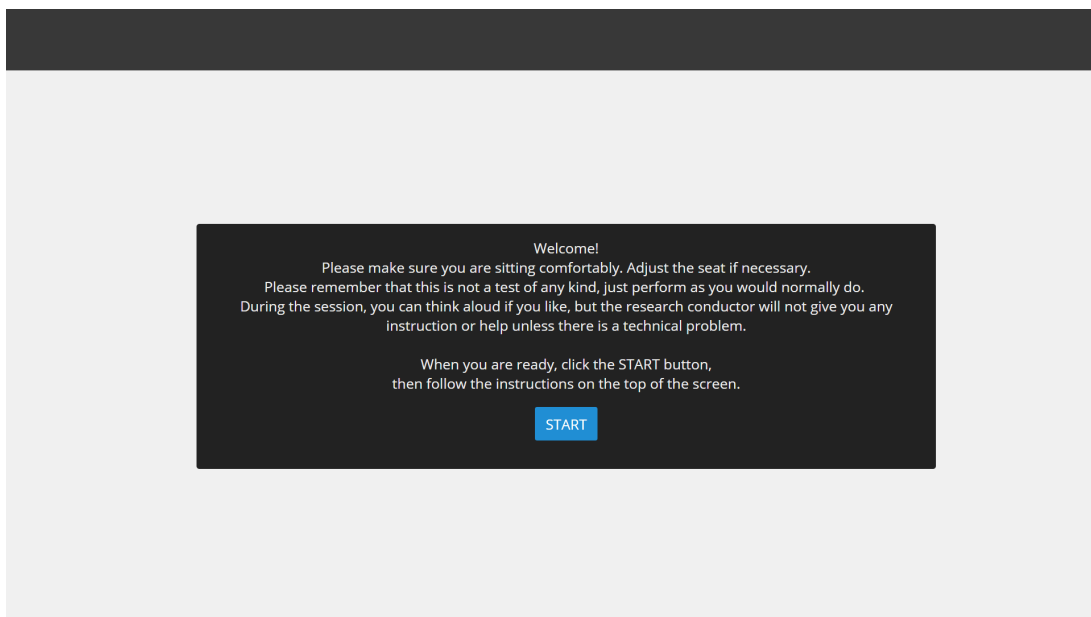 Welcome!
Please make sure you are sitting comfortably. Adjust the seat if necessary.
Please remember that this is not a test of any kind, just perform as you would normally do.
During the session, you can think aloud if you like, but the research conductor will not give you any
instruction or help unless there is a technical problem.
When you are ready, click the START button,
then follow the instructions on the top of the screen.
START